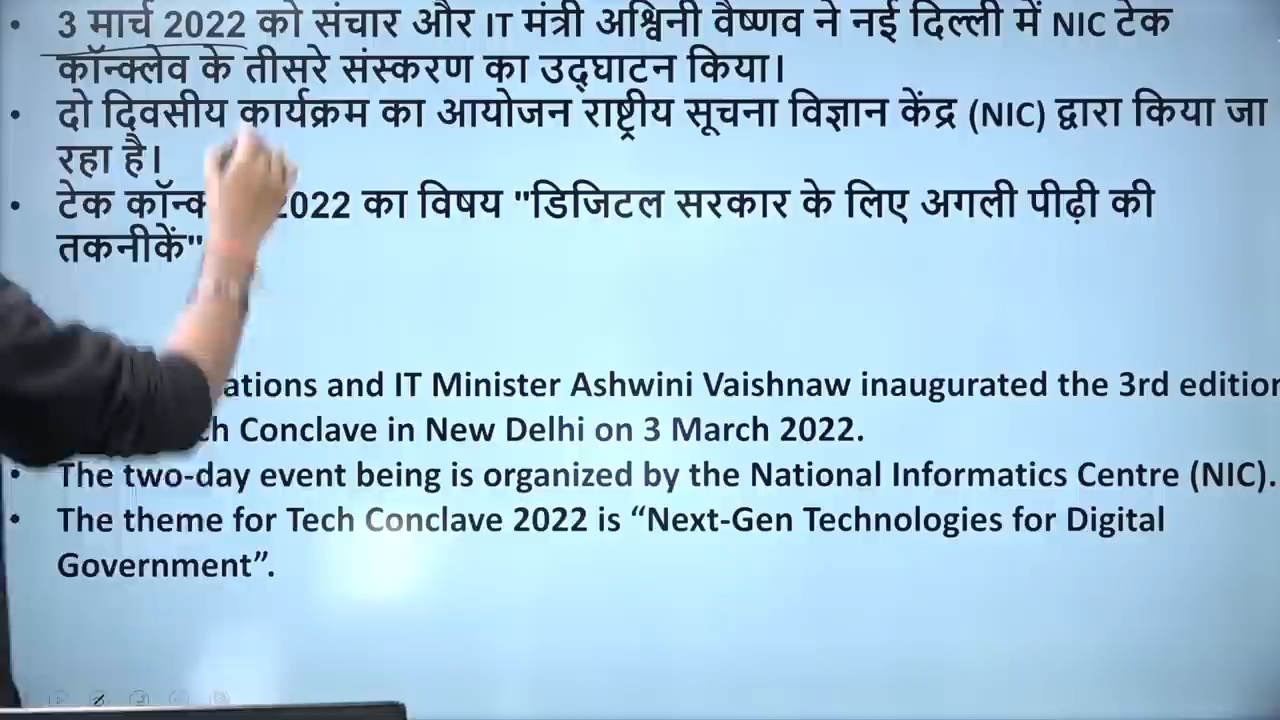 • 3 मार्च 2022 को संचार और IT मंत्री अश्विनी वैष्णव ने नई दिल्ली में NIC टेक
कॉन्क्लेव के तीसरे संस्करण का उद्घाटन किया।
• दो दिवसीय कार्यक्रम का आयोजन राष्ट्रीय सूचना विज्ञान केंद्र (NIC) द्वारा किया जा
रहा है।
• टेक 2022 का विषय "डिजिटल सरकार के लिए अगली पीढ़ी की
तकनीकें"
and IT Minister Ashwini Vaishnaw inaugurated the 3rd edition
Conclave in New Delhi on 3 March 2022.
• The two-day event being is organized by the National Informatics Centre (NIC).
• The theme for Tech Conclave 2022 is “Next-Gen Technologies for Digital
Government”.